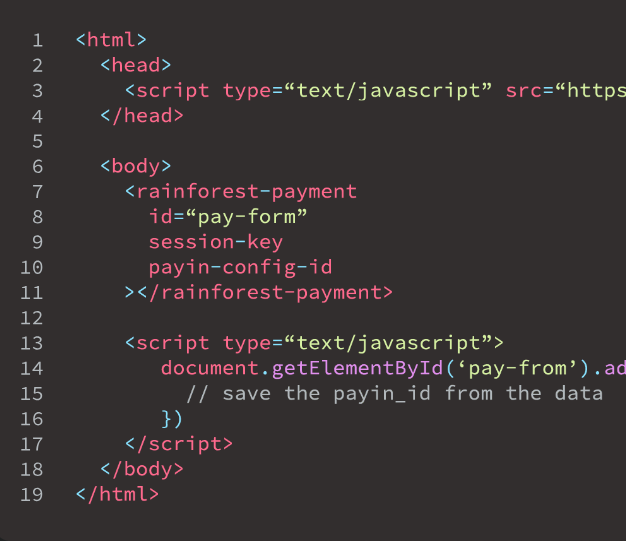 1 <html>
2 <head>
3 <script type=“text/javascript” src=“https
4 </head>
5
6 <body>
7 <rainforest-payment
8 id=“pay-form”
9 session-key
10 payin-config-id
11 ></rainforest-payment>
12
13 <script type=“text/javascript”>
14 document.getElementById(‘pay-from’).ad
15 // save the payin_id from the data
16 })
17 </script>
18 </body>
19 </html>